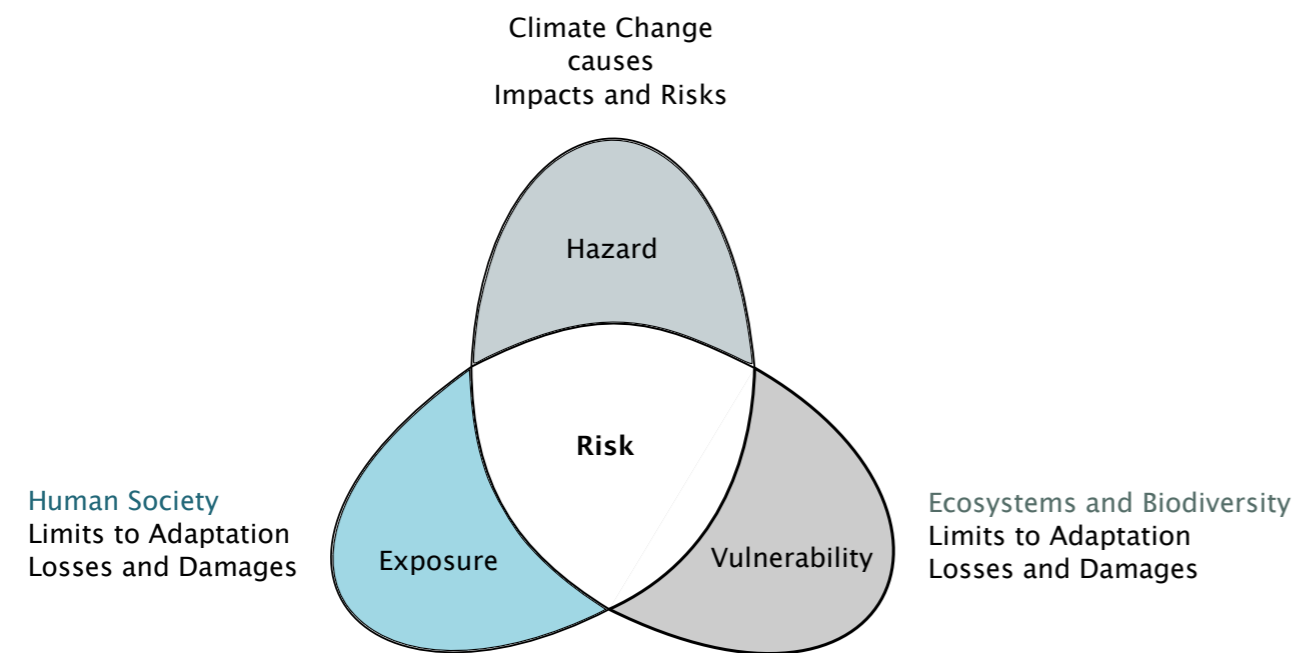 Climate Change
causes
Impacts and Risks
Hazard
Risk
Human Society
Limits to Adaptation
Losses and Damages
Exposure
Vulnerability
Ecosystems and Biodiversity
Limits to Adaptation
Losses and Damages